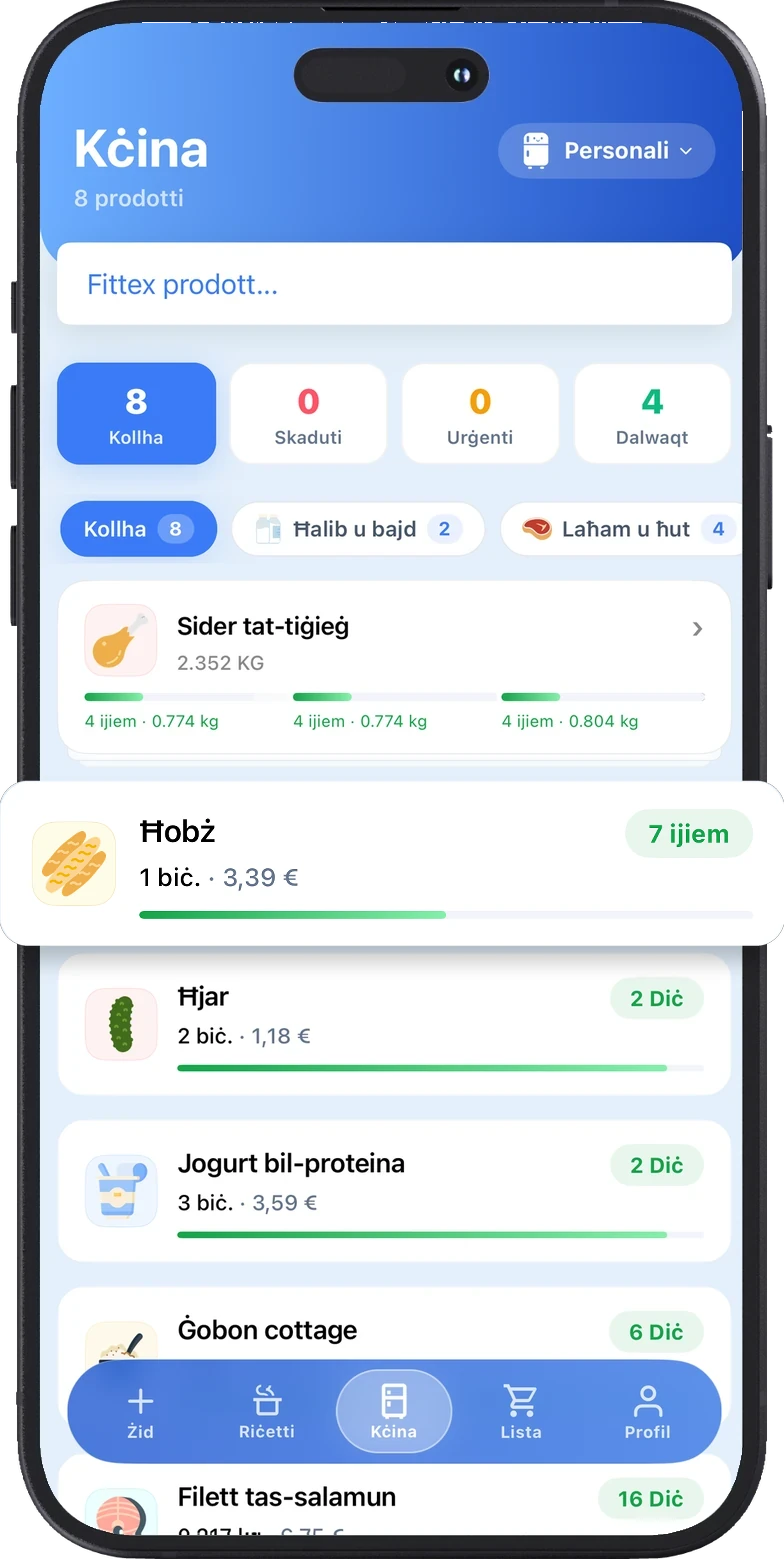 Kċina
Personali
8 prodotti
Fittex prodott...
8
Kollha
0
Skaduti
0
Urġenti
4
Dalwaqt
Kollha 8
Ħalib u bajd 2
Laħam u ħut 4
Sider tat-tiġieġ
2.352 KG
4 ijiem · 0.774 kg
4 ijiem · 0.774 kg
4 ijiem · 0.804 kg
Ħobż
7 ijiem
1 biċ. · 3,39 €
Ħjar
2 Diċ
2 biċ. · 1,18 €
Jogurt bil-proteina
2 Diċ
3 biċ. · 3,59 €
Ġobon cottage
6 Diċ
Żid
Riċetti
Kċina
Lista
Profil
Filett tas-salamun
16 Diċ